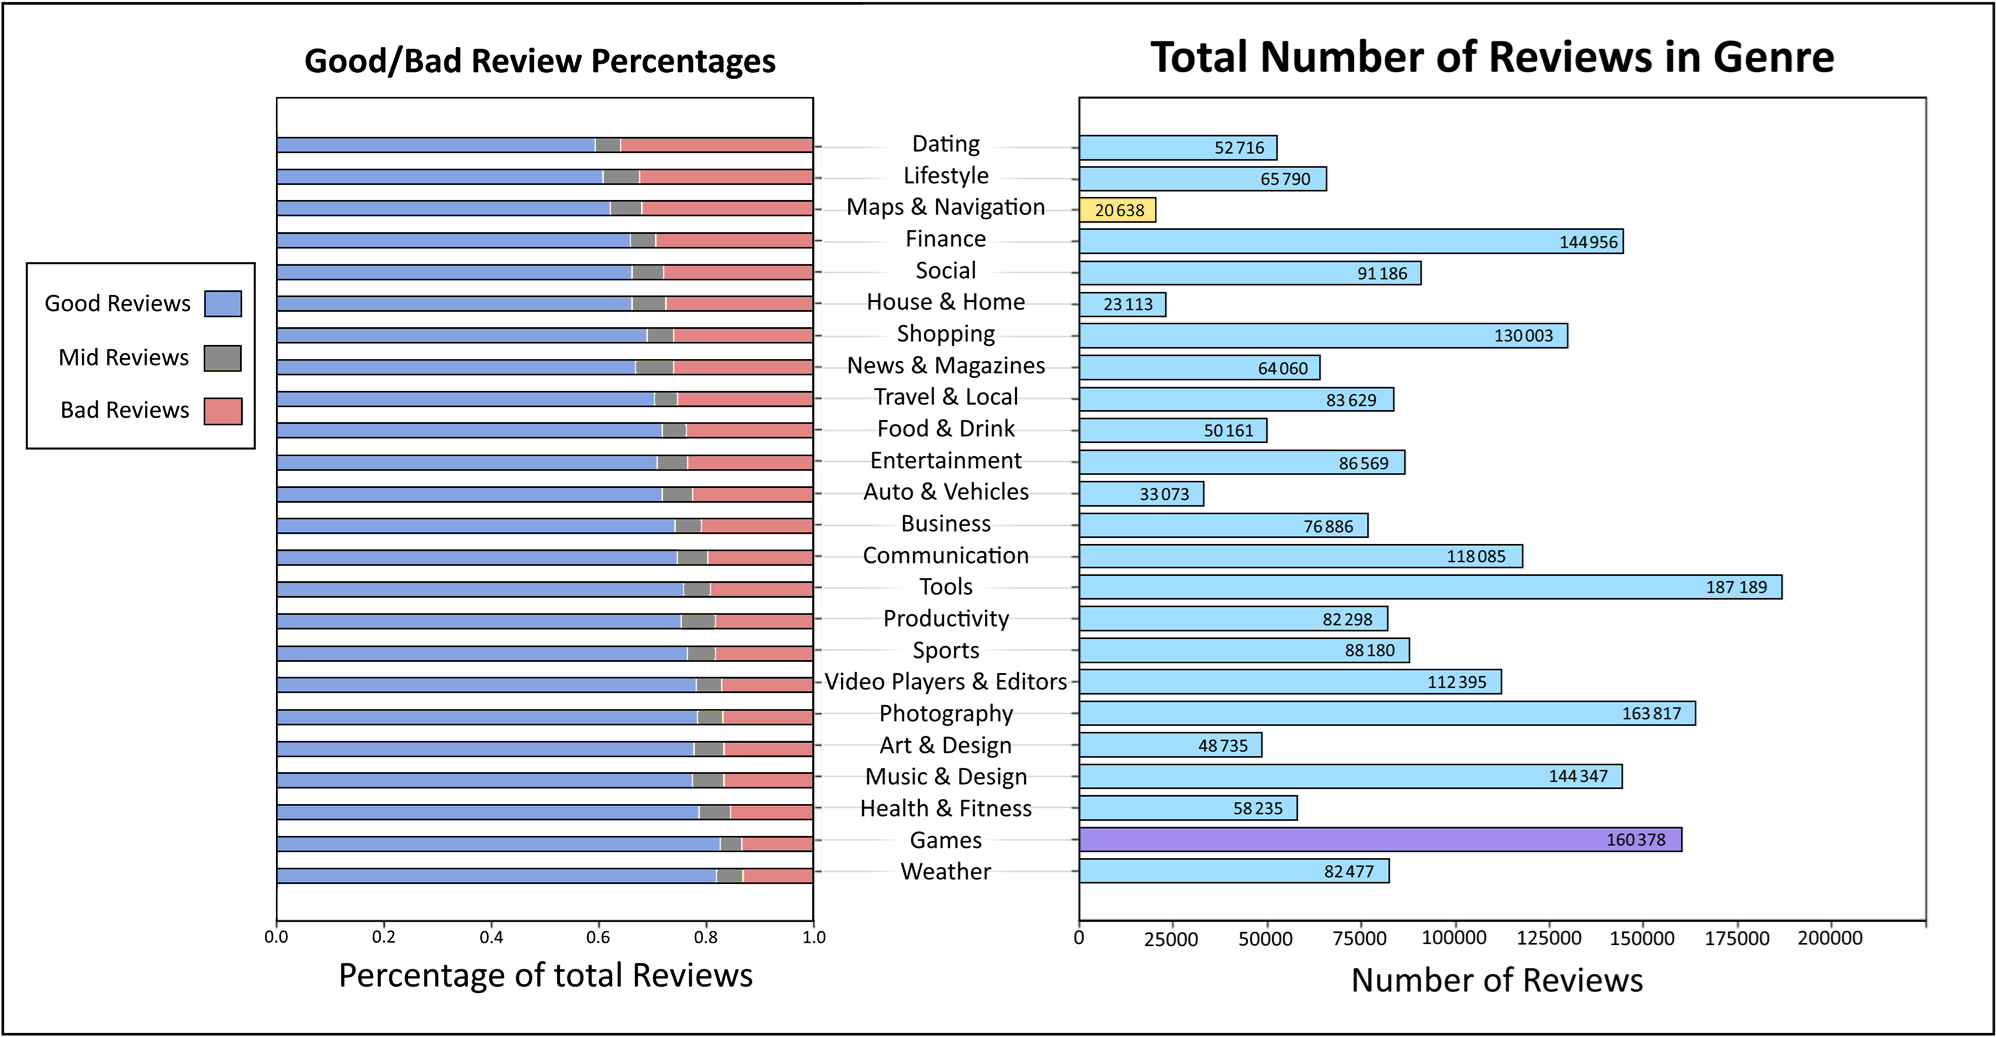 Good/Bad Review Percentages
Total Number of Reviews in Genre
Good Reviews
Mid Reviews
Bad Reviews
Dating
52 716
Lifestyle
65 790
Maps & Navigation
20 638
Finance
144 956
Social
91 186
House & Home
23 113
Shopping
130 003
News & Magazines
64 060
Travel & Local
83 629
Food & Drink
50 161
Entertainment
86 569
Auto & Vehicles
33 073
Business
76 886
Communication
118 085
Tools
187 189
Productivity
82 298
Sports
88 180
Video Players & Editors
112 395
Photography
163 817
Art & Design
48 735
Music & Design
144 347
Health & Fitness
58 235
Games
160 378
Weather
82 477
0.0 0.2 0.4 0.6 0.8 1.0
Percentage of total Reviews
0 25000 50000 75000 100000 125000 150000 175000 200000
Number of Reviews